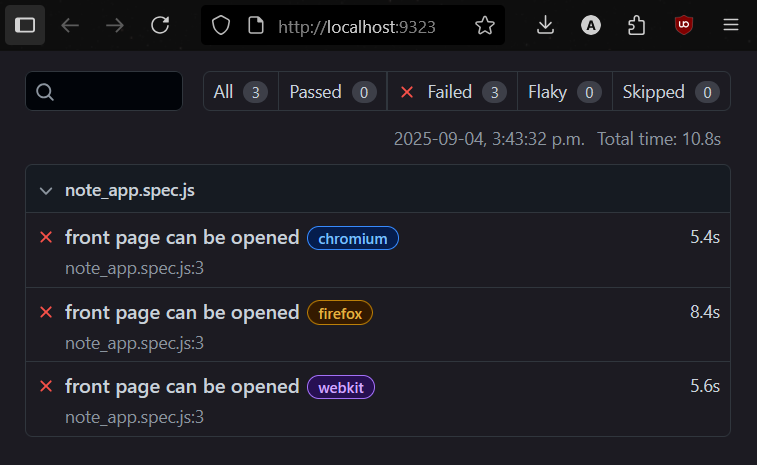 http://localhost:9323
A
All 3 Passed 0 Failed 3 Flaky 0 Skipped 0
2025-09-04, 3:43:32 p.m. Total time: 10.8s
note_app.spec.js
front page can be opened chromium 5.4s
note_app.spec.js:3
front page can be opened firefox 8.4s
note_app.spec.js:3
front page can be opened webkit 5.6s
note_app.spec.js:3